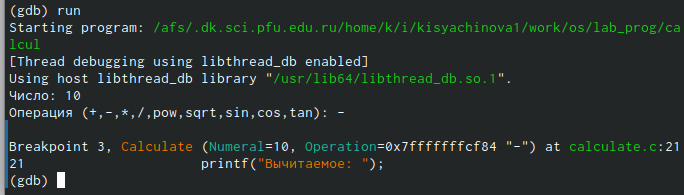 (gdb) run
Starting program: /afs/.dk.sci.pfu.edu.ru/home/k/i/kisyachinova1/work/os/lab_prog/ca
lcul
[Thread debugging using libthread_db enabled]
Using host libthread_db library "/usr/lib64/libthread_db.so.1".
Число: 10
Операция (+,-,*,/,pow,sqrt,sin,cos,tan): -
Breakpoint 3, Calculate (Numeral=10, Operation=0x7fffffffcf84 "-") at calculate.c:21
21 printf("Вычитаемое: ");
(gdb)